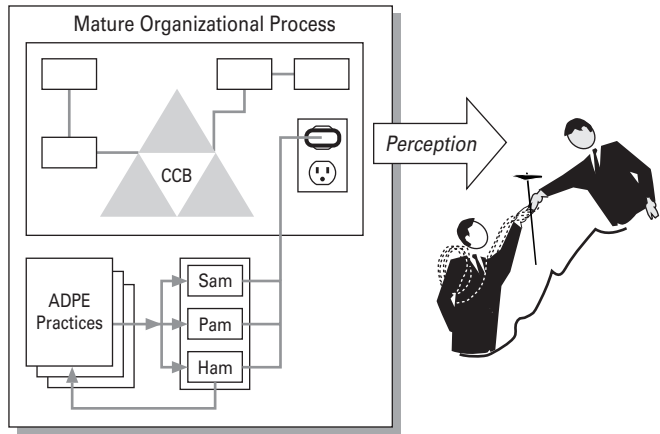 Mature Organizational Process
CCB
Perception
ADPE
Practices
Sam
Pam
Ham